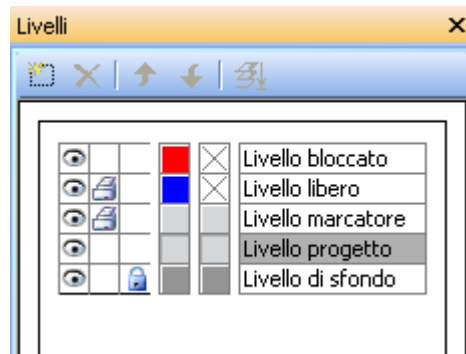 Livelli
Livello bloccato
Livello libero
Livello marcatore
Livello progetto
Livello di sfondo